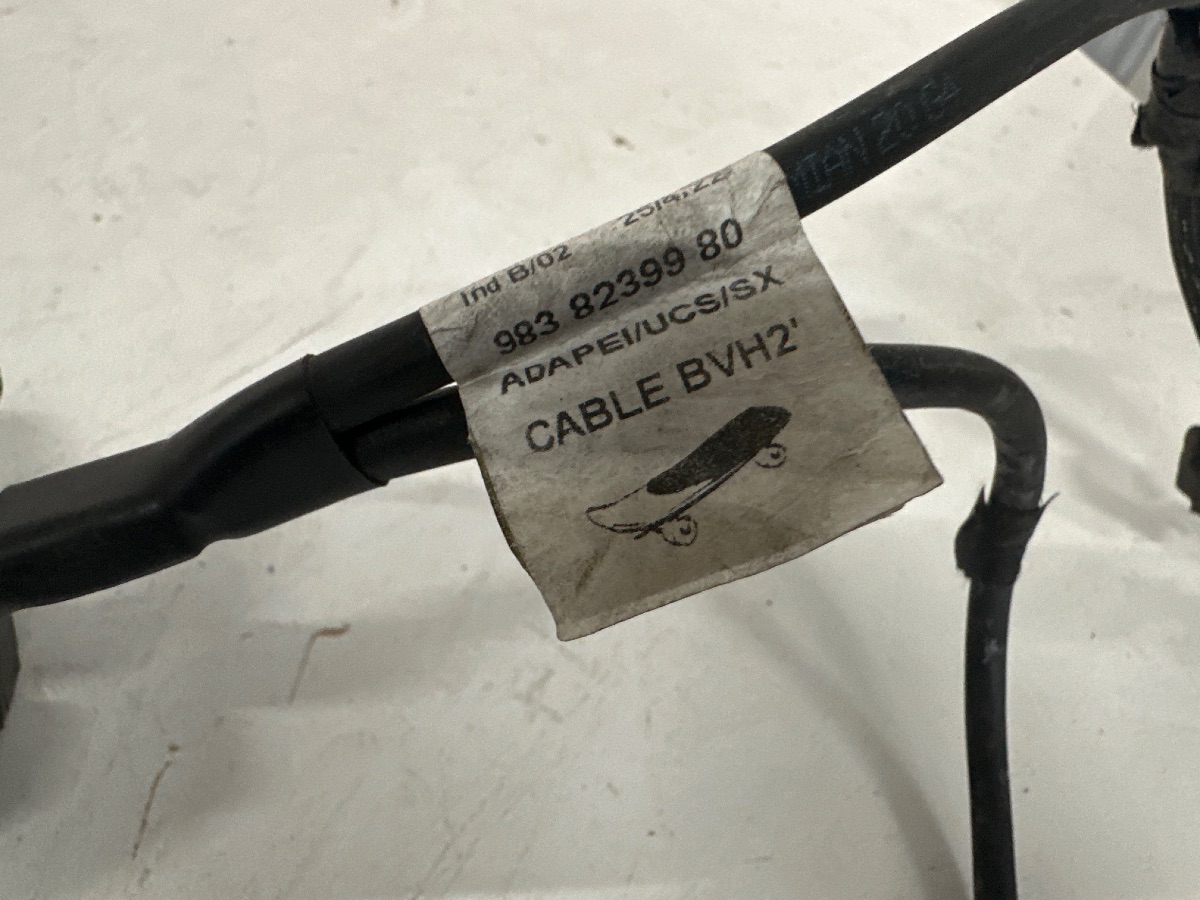 Ind B/02
983 82399 80
ADAPEI/UCS/SX
CABLE BVH2'